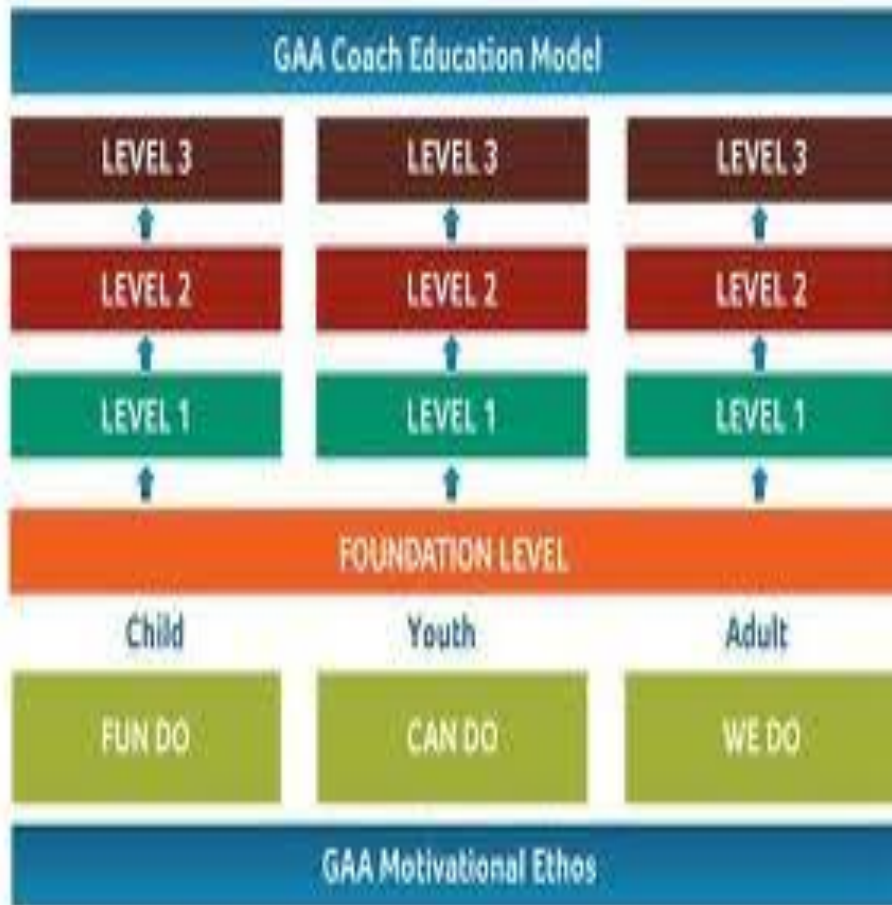 GAA Coach Education Model
LEVEL 3 LEVEL 3 LEVEL 3
LEVEL 2 LEVEL 2 LEVEL 2
LEVEL 1 LEVEL 1 LEVEL 1
FOUNDATION LEVEL
Child Youth Adult
FUN DO CAN DO WE DO
GAA Motivational Ethos